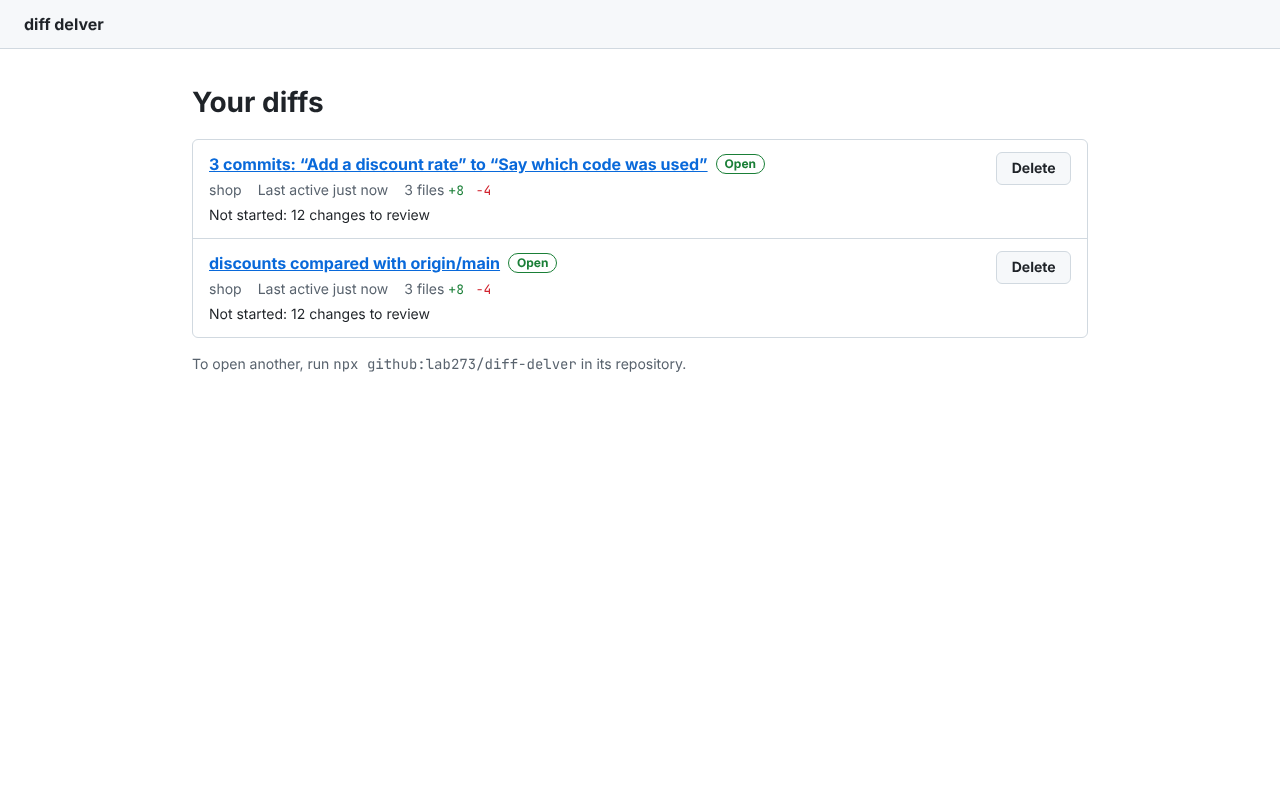 diff delver
Your diffs
3 commits: “Add a discount rate” to “Say which code was used” Open
Delete
shop Last active just now 3 files +8 -4
Not started: 12 changes to review
discounts compared with origin/main Open
Delete
shop Last active just now 3 files +8 -4
Not started: 12 changes to review
To open another, run npx github:lab273/diff-delver in its repository.